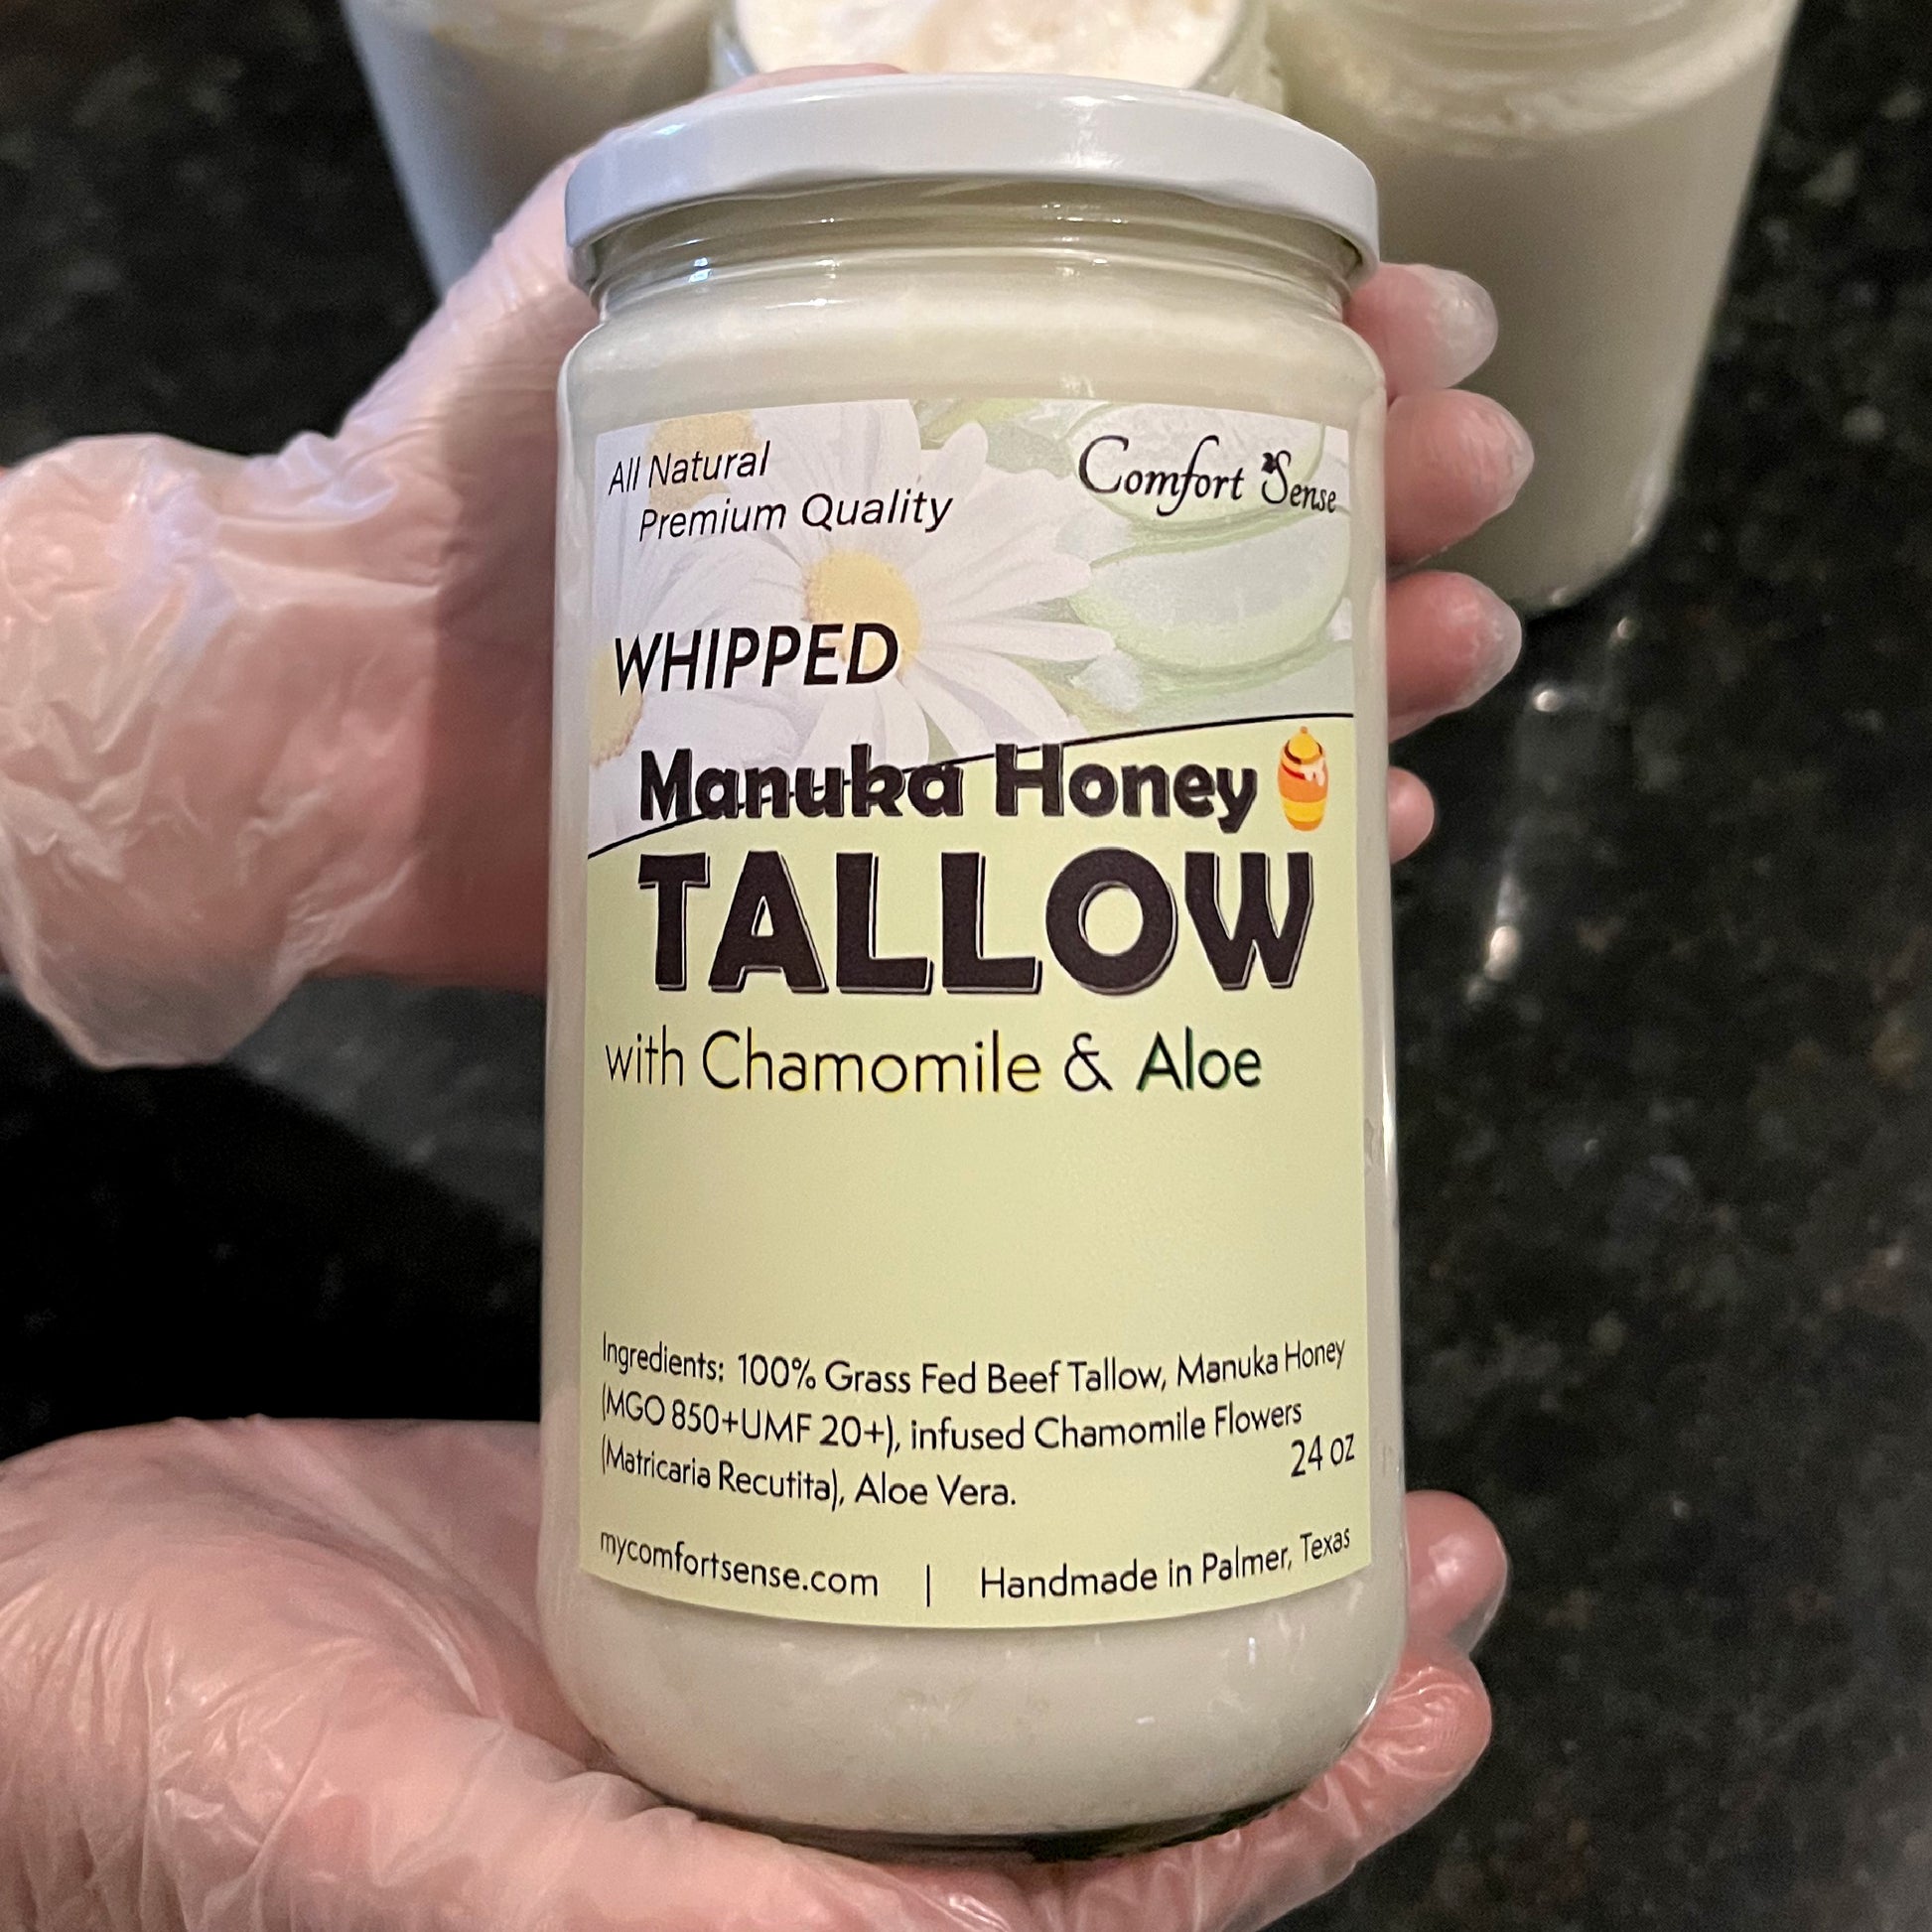 All Natural
Premium Quality
Comfort Sense
WHIPPED
Manuka Honey
TALLOW
with Chamomile & Aloe
Ingredients: 100% Grass Fed Beef Tallow, Manuka Honey
(MGO 850+UMF 20+), infused Chamomile Flowers
(Matricaria Recutita), Aloe Vera.
24 oz
mycomfortsense.com | Handmade in Palmer, Texas